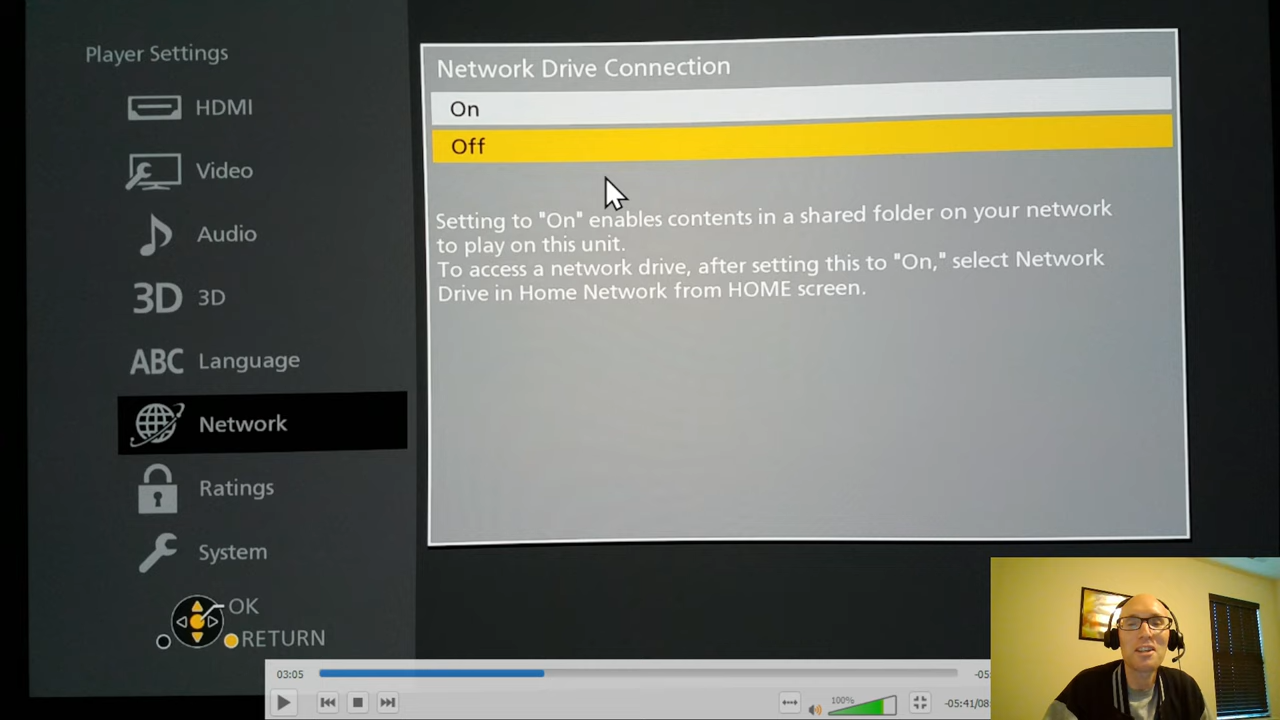 Player Settings
HDMI
Video
Audio
3D 3D
ABC Language
Network
Ratings
System
OK
RETURN
Network Drive Connection
On
Off
Setting to "On" enables contents in a shared folder on your network
to play on this unit.
To access a network drive, after setting this to "On," select Network
Drive in Home Network from HOME screen.
03:05
-05:41/08:
100%